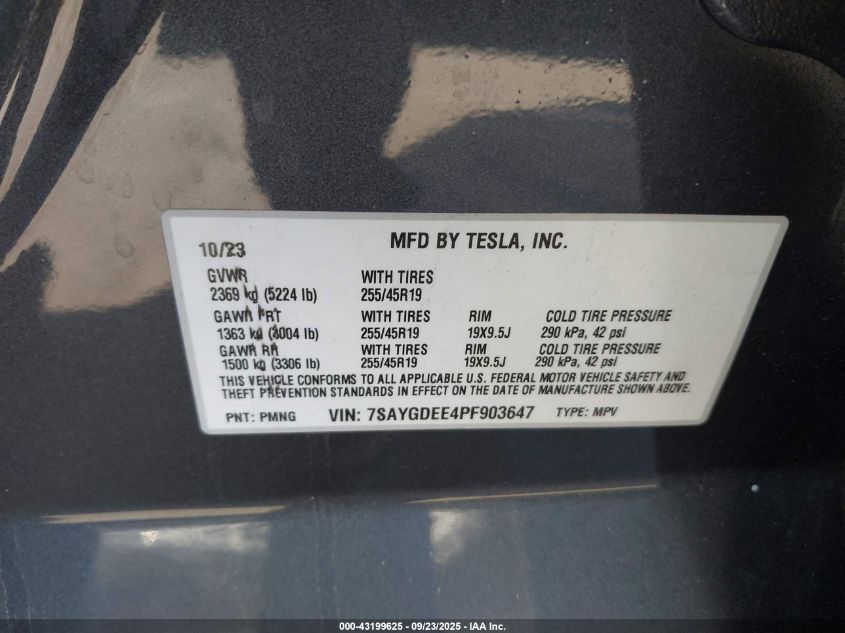 MFD BY TESLA, INC.
10/23
GVWR WITH TIRES
2369 kg (5224 lb) 255/45R19
GAWR FRT WITH TIRES RIM COLD TIRE PRESSURE
1363 kg (3004 lb) 255/45R19 19X9.5J 290 kPa, 42 psi
GAWR RR WITH TIRES RIM COLD TIRE PRESSURE
1500 kg (3306 lb) 255/45R19 19X9.5J 290 kPa, 42 psi
THIS VEHICLE CONFORMS TO ALL APPLICABLE U.S. FEDERAL MOTOR VEHICLE SAFETY AND
THEFT PREVENTION STANDARDS IN EFFECT ON THE DATE OF MANUFACTURE SHOWN ABOVE.
PNT: PMNG VIN: 7SAYGDEE4PF903647 TYPE: MPV
000-43199625 - 09/23/2025 - IAA Inc.